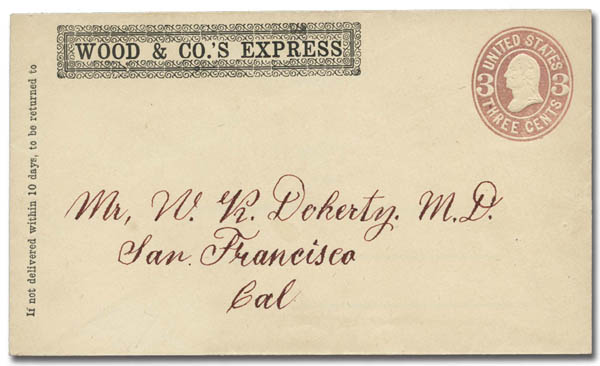 WOOD & CO.'S EXPRESS
UNITED STATES
3 3
THREE CENTS
If not delivered within 10 days, to be returned to
Mr, W. K. Doherty. M.D.
San. Francisco
Cal